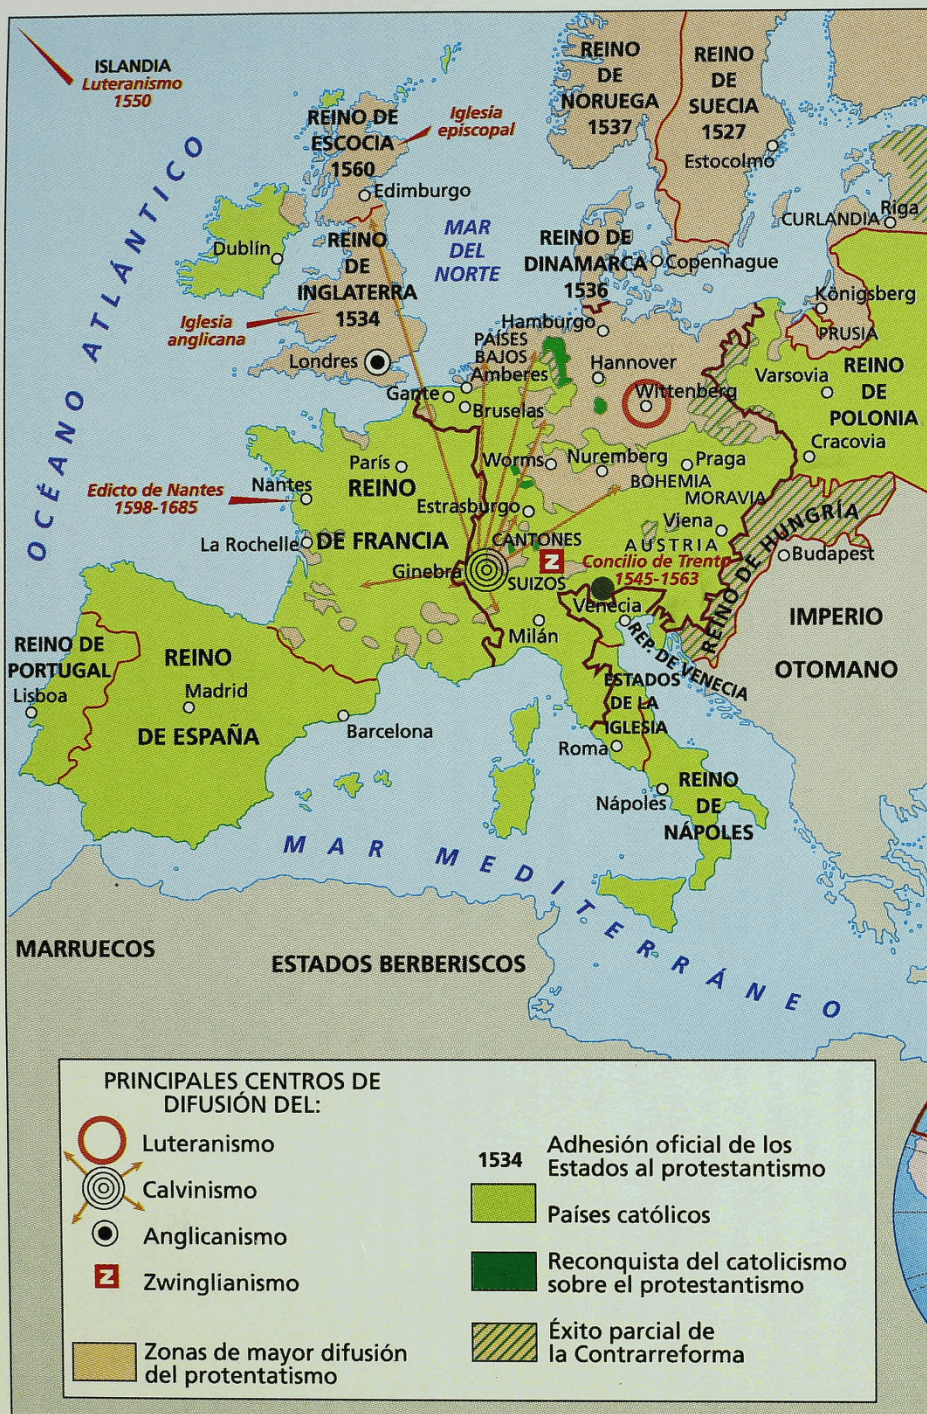 ISLANDIA
Luteranismo
1550
REINO DE
ESCOCIA
1560
Iglesia
episcopal
Edimburgo
REINO
DE
NORUEGA
1537
REINO
DE
SUECIA
1527
Estocolmo
CURLANDIA
Riga
OCÉANO ATLÁNTICO
Dublín
REINO
DE
INGLATERRA
1534
MAR
DEL
NORTE
REINO DE
DINAMARCA
1536
Copenhague
Iglesia
anglicana
Londres
Hamburgo
PAÍSES
BAJOS
Amberes
Hannover
Königsberg
PRUSIA
Gante
Bruselas
Wittenberg
Varsovia
REINO
DE
POLONIA
Cracovia
París
Worms
Nuremberg
Praga
BOHEMIA
MORAVIA
Edicto de Nantes
1598-1685
Nantes
REINO
DE FRANCIA
La Rochelle
Estrasburgo
Viena
AUSTRIA
CANTONES
SUIZOS
Z
Ginebra
Concilio de Trento
1545-1563
REINO DE HUNGRÍA
Budapest
IMPERIO
OTOMANO
Venecia
REP. DE VENECIA
Milán
REINO DE
PORTUGAL
Lisboa
REINO
Madrid
DE ESPAÑA
Barcelona
ESTADOS
DE LA
IGLESIA
Roma
Nápoles
REINO
DE
NÁPOLES
MAR MEDITERRÁNEO
MARRUECOS
ESTADOS BERBERISCOS
PRINCIPALES CENTROS DE
DIFUSIÓN DEL:
Luteranismo
Calvinismo
Anglicanismo
Z
Zwinglianismo
Zonas de mayor difusión
del protentatismo
1534
Adhesión oficial de los
Estados al protestantismo
Países católicos
Reconquista del catolicismo
sobre el protestantismo
Éxito parcial de
la Contrarreforma